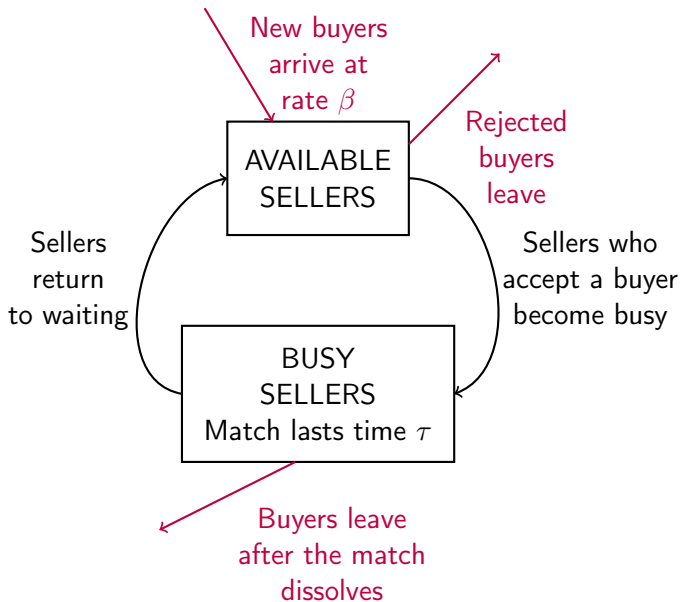 New buyers
arrive at
rate β
Rejected
buyers
leave
AVAILABLE
SELLERS
Sellers
return
to waiting
Sellers who
accept a buyer
become busy
BUSY
SELLERS
Match lasts time τ
Buyers leave
after the match
dissolves